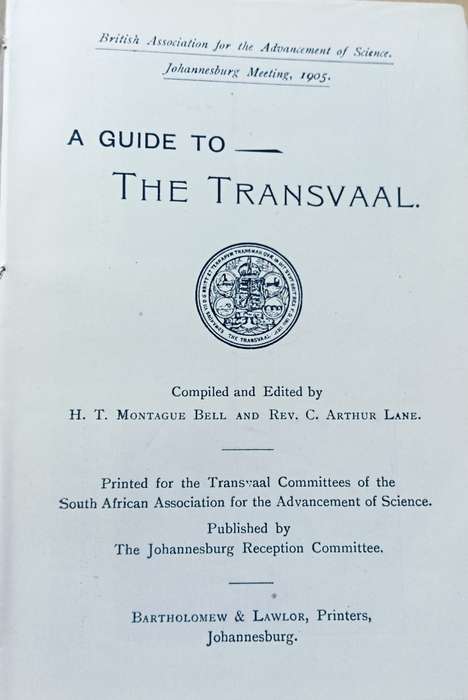 British Association for the Advancement of Science.
Johannesburg Meeting, 1905.
A GUIDE TO
THE TRANSVAAL.
THE TRANSVAAL
Compiled and Edited by
H. T. MONTAGUE BELL AND REV. C. ARTHUR LANE.
Printed for the Transvaal Committees of the
South African Association for the Advancement of Science.
Published by
The Johannesburg Reception Committee.
BARTHOLOMEW & LAWLOR, Printers,
Johannesburg.